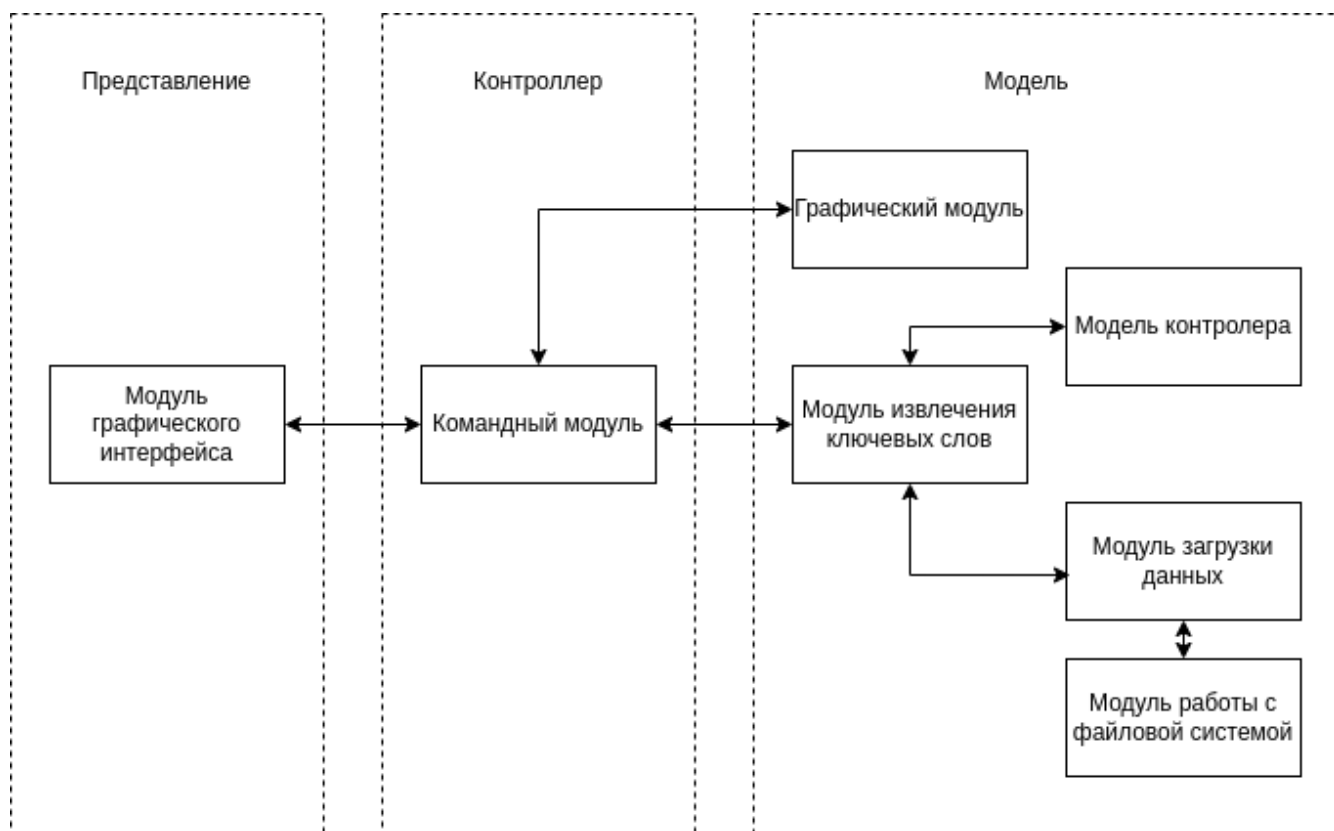 Представление
Контроллер
Модель
Графический модуль
Модель контролера
Модуль
графического
интерфейса
Командный модуль
Модуль извлечения
ключевых слов
Модуль загрузки
данных
Модуль работы с
файловой системой